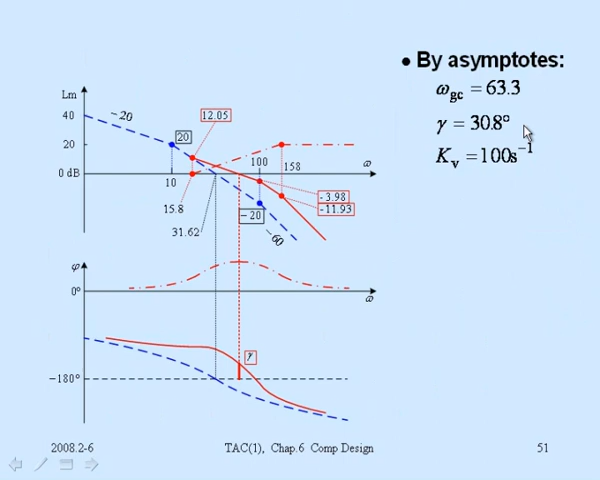 • By asymptotes:
ω_gc = 63.3
γ = 30.8°
K_v = 100s⁻¹
Lm
40
20
0 dB
-20
20
12.05
10
15.8
31.62
100
158
ω
-3.98
-11.93
-20
-60
φ
0°
ω
γ
-180°
2008.2-6
TAC(1), Chap.6 Comp Design
51